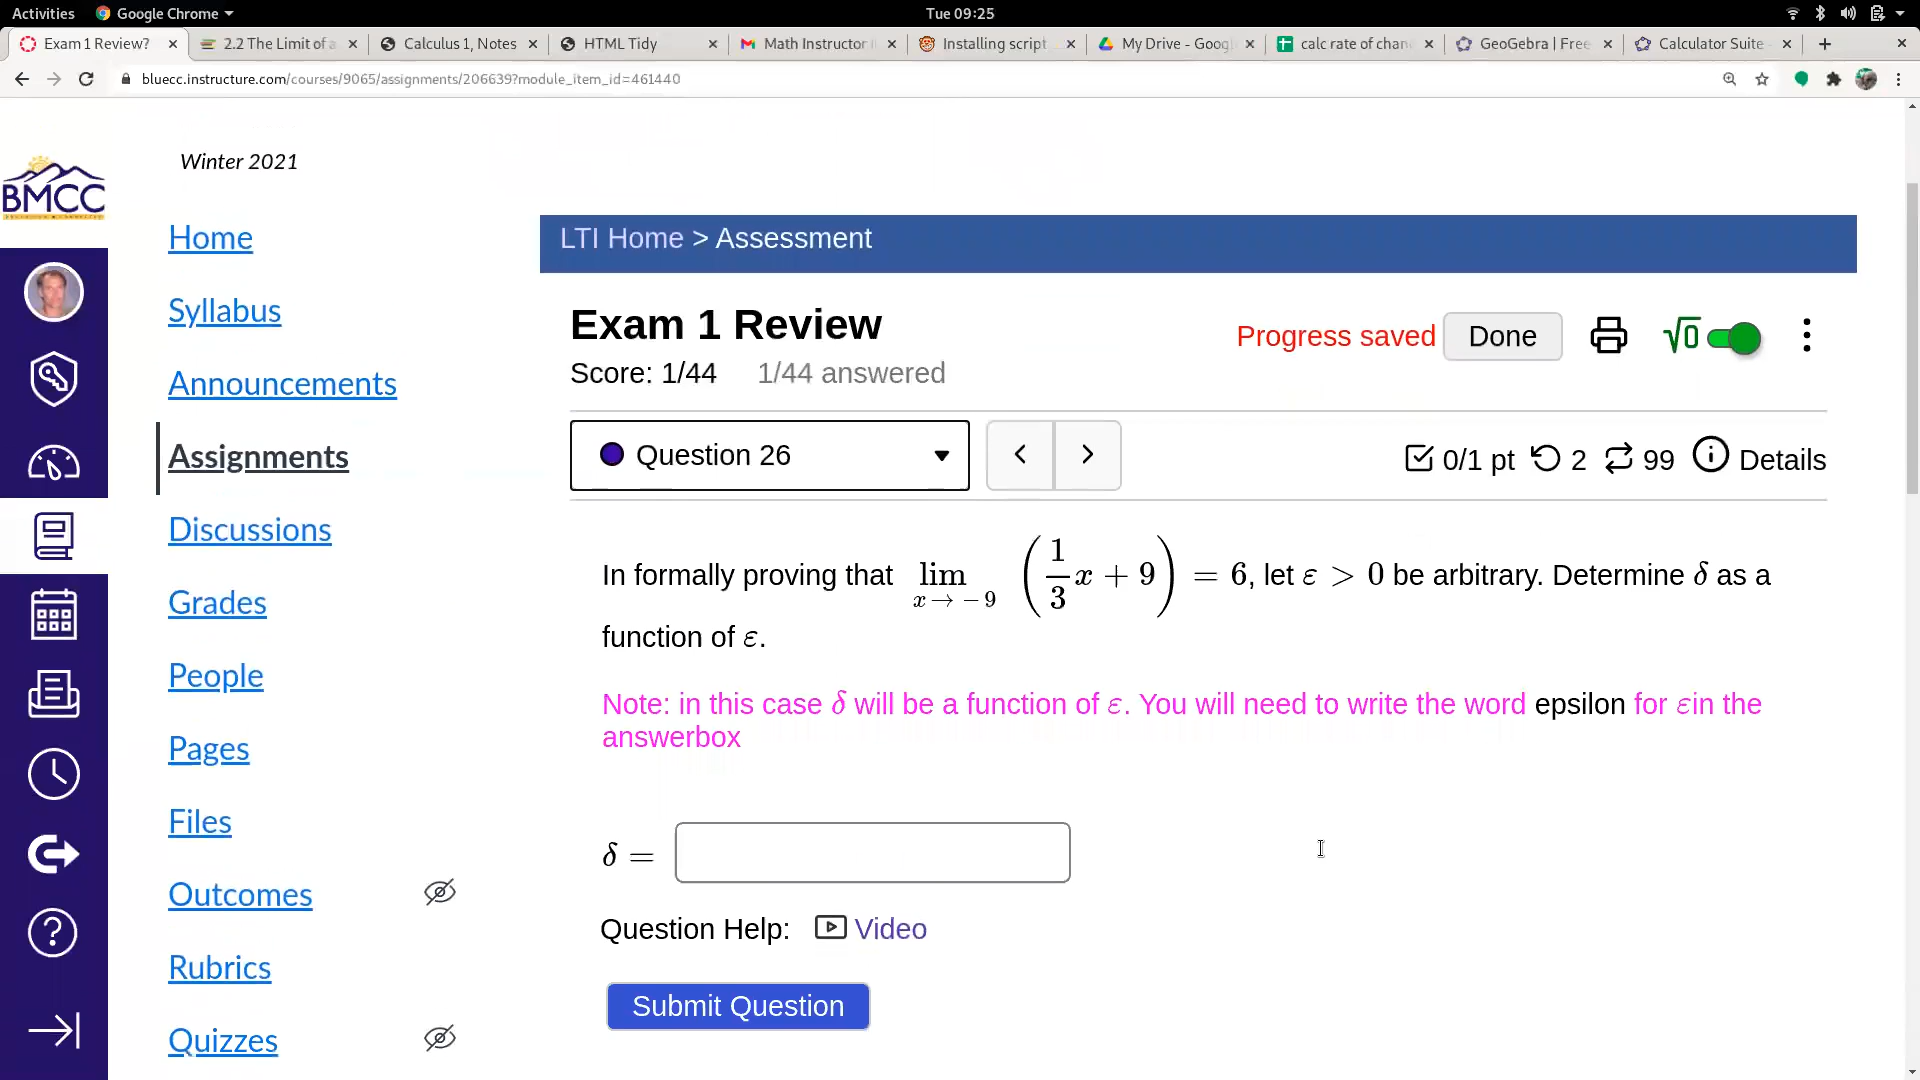 Activities Google Chrome Tue 09:25
Exam 1 Review? 2.2 The Limit of a Calculus 1, Notes HTML Tidy Math Instructor Installing script My Drive - Googl calc rate of chan GeoGebra | Free Calculator Suite -
bluecc.instructure.com/courses/9065/assignments/206639?module_item_id=461440
Winter 2021
BMCC
Home
Syllabus
Announcements
Assignments
Discussions
Grades
People
Pages
Files
Outcomes
Rubrics
Quizzes
LTI Home > Assessment
Exam 1 Review
Progress saved Done √0
Score: 1/44 1/44 answered
Question 26 < > 0/1 pt 2 99 Details
In formally proving that lim x→−9 (1/3 x + 9) = 6, let ε > 0 be arbitrary. Determine δ as a
function of ε.
Note: in this case δ will be a function of ε. You will need to write the word epsilon for εin the
answerbox
δ =
Question Help: Video
Submit Question